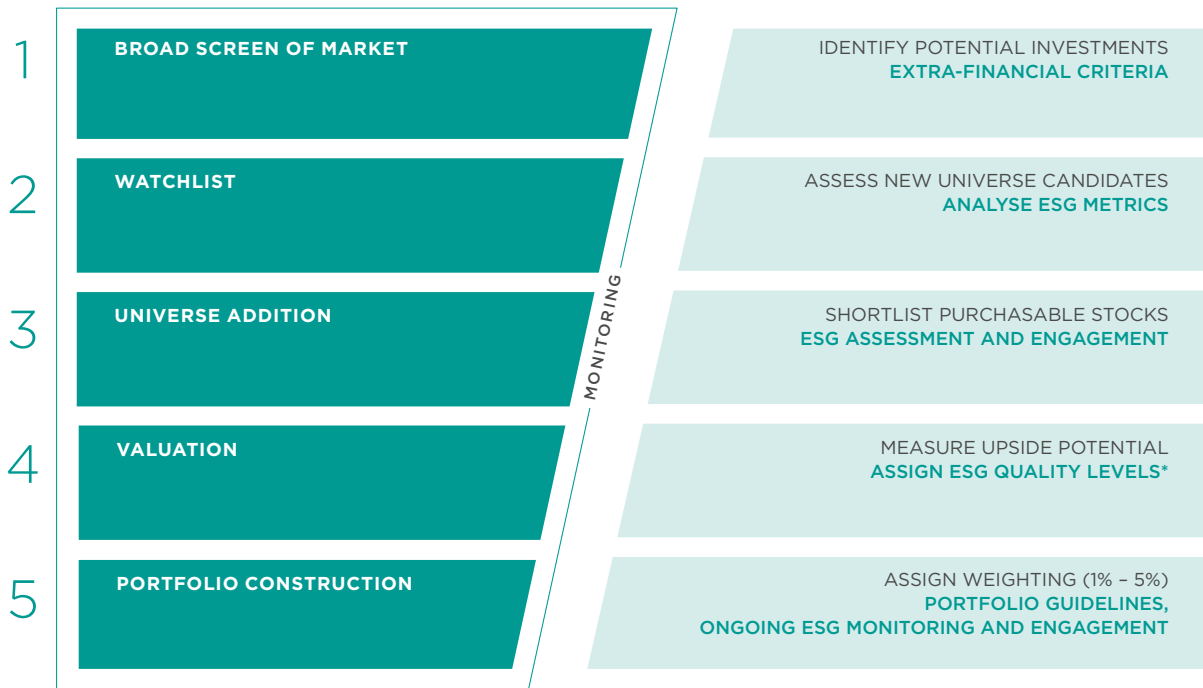 1
BROAD SCREEN OF MARKET
IDENTIFY POTENTIAL INVESTMENTS
EXTRA-FINANCIAL CRITERIA
2
WATCHLIST
ASSESS NEW UNIVERSE CANDIDATES
ANALYSE ESG METRICS
3
UNIVERSE ADDITION
SHORTLIST PURCHASABLE STOCKS
ESG ASSESSMENT AND ENGAGEMENT
MONITORING
4
VALUATION
MEASURE UPSIDE POTENTIAL
ASSIGN ESG QUALITY LEVELS*
5
PORTFOLIO CONSTRUCTION
ASSIGN WEIGHTING (1% – 5%)
PORTFOLIO GUIDELINES,
ONGOING ESG MONITORING AND ENGAGEMENT